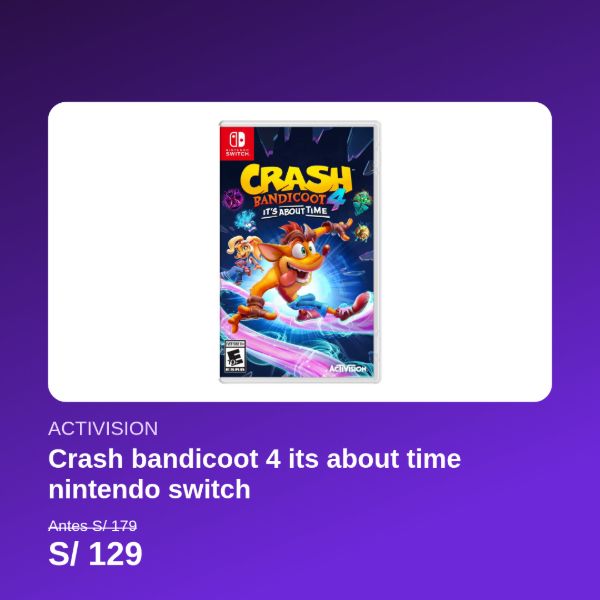 NINTENDO
SWITCH
CRASH
BANDICOOT 4
IT'S ABOUT TIME
E
ESRB
ACTIVISION
ACTIVISION
Crash bandicoot 4 its about time
nintendo switch
Antes S/ 179
S/ 129